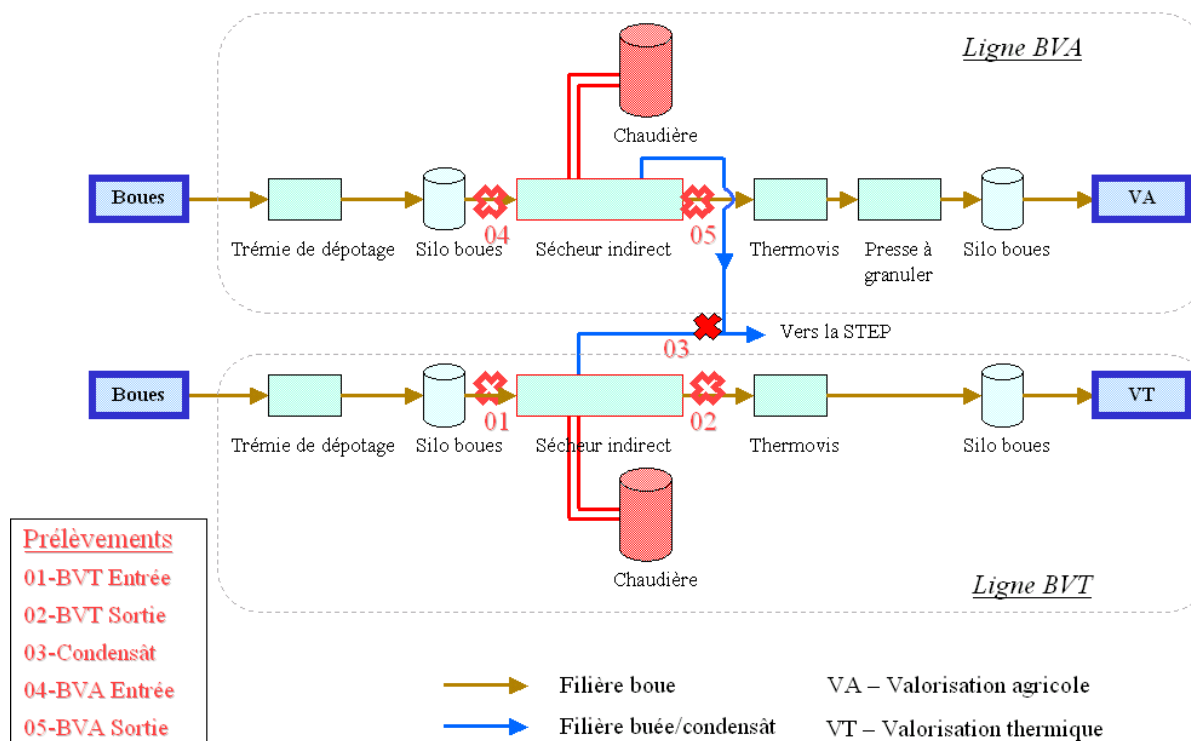 Ligne BVA
Chaudière
Boues
VA
04
05
Trémie de dépotage
Silo boues
Sécheur indirect
Thermovis
Presse à
granuler
Silo boues
Vers la STEP
03
Boues
VT
01
02
Trémie de dépotage
Silo boues
Sécheur indirect
Thermovis
Silo boues
Chaudière
Ligne BVT
Prélèvements
01-BVT Entrée
02-BVT Sortie
03-Condensât
04-BVA Entrée
05-BVA Sortie
Filière boue
VA – Valorisation agricole
Filière buée/condensât
VT – Valorisation thermique